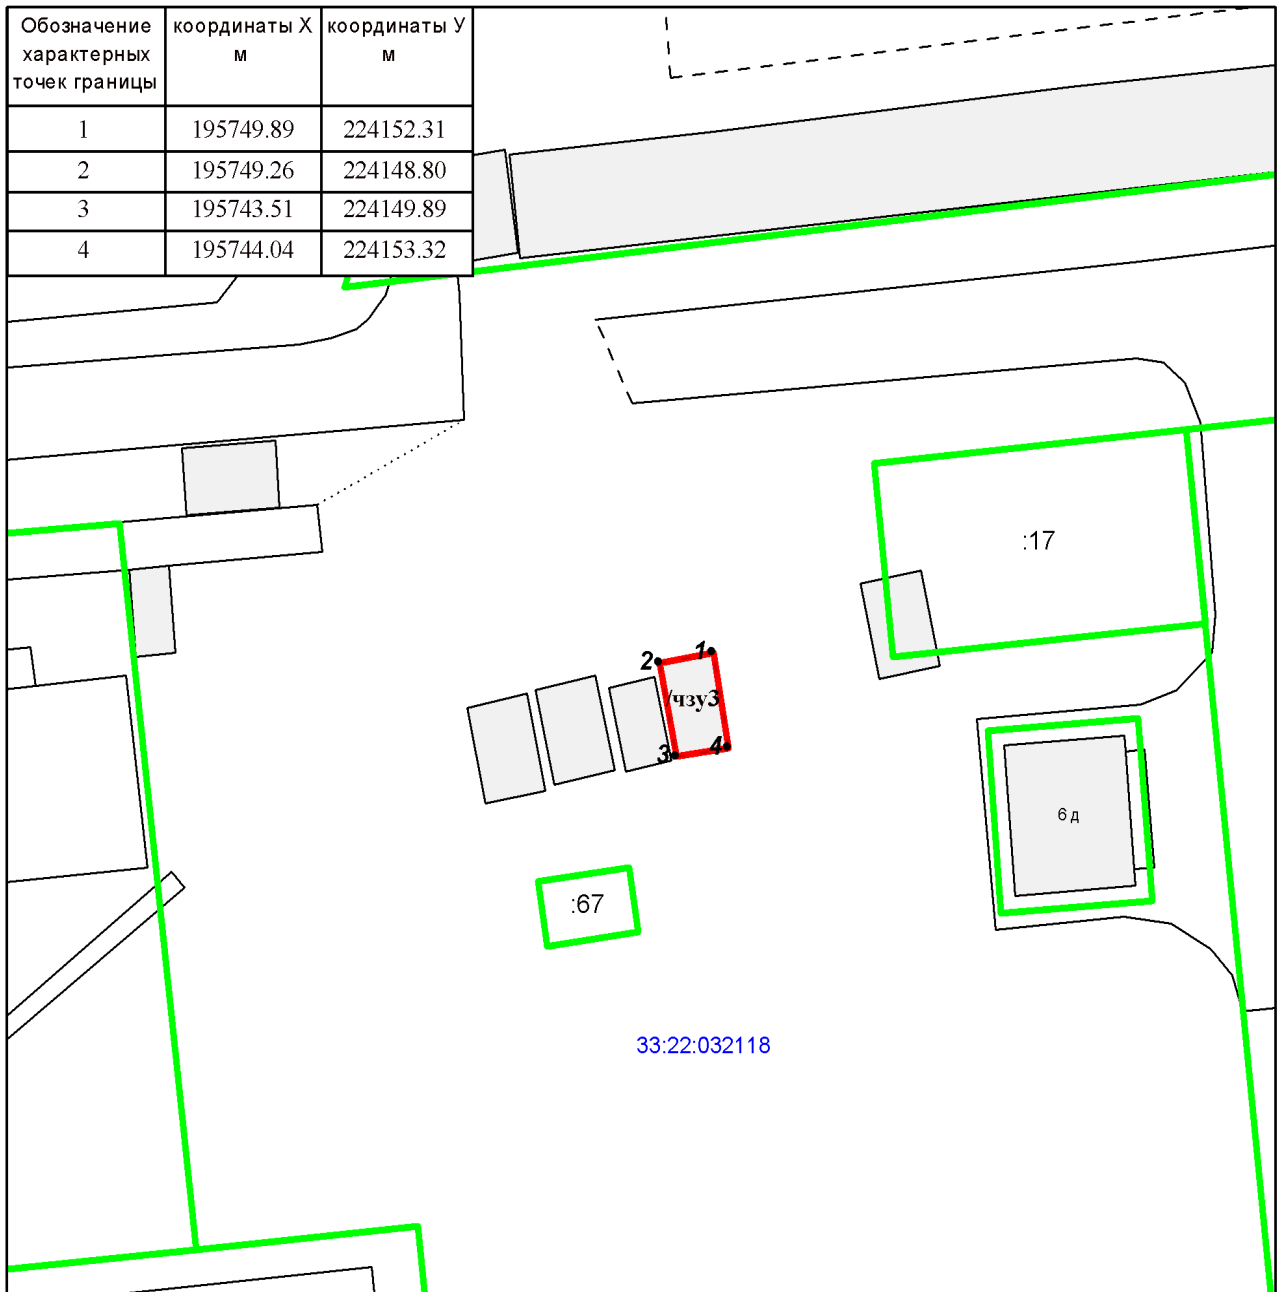 Обозначение характерных точек границы	координаты Х м	координаты У м
1	195749.89	224152.31
2	195749.26	224148.80
3	195743.51	224149.89
4	195744.04	224153.32
:17
1
2
/чзу3
3
4
6 д
:67
33:22:032118